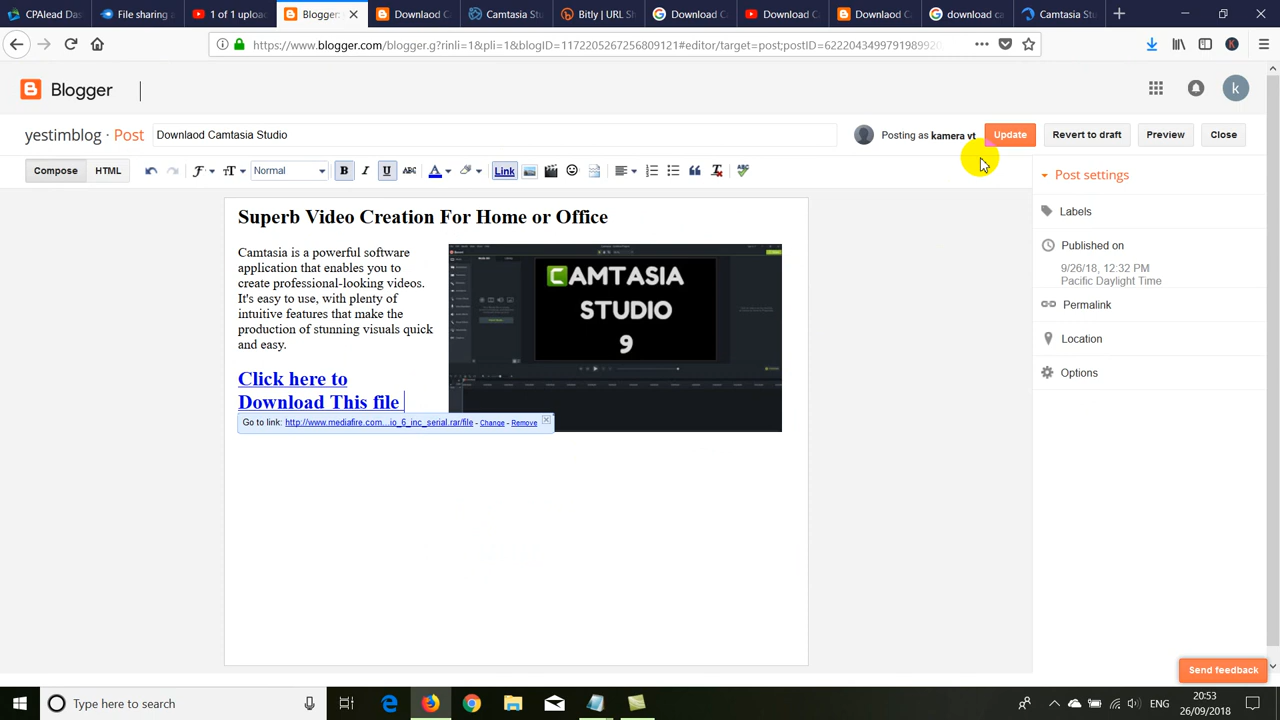 CPAlead
File sharing a
1 of 1 upload
Blogger:
Downlaod C
Camtasia Stu
Bitly | URL Sh
Download C
Download C
Downlaod C
download ca
Camtasia Stu
https://www.blogger.com/blogger.g?rinli=1&pli=1&blogID=1172205267256809121#editor/target=post;postID=622204349979198992
Blogger
yestimblog · Post
Downlaod Camtasia Studio
Posting as kamera vt
Update
Revert to draft
Preview
Close
Compose
HTML
Normal
Link
ABC
Post settings
Superb Video Creation For Home or Office
Labels
Camtasia is a powerful software
application that enables you to
create professional-looking videos.
It's easy to use, with plenty of
intuitive features that make the
production of stunning visuals quick
and easy.
CAMTASIA
STUDIO
9
Published on
9/26/18, 12:32 PM
Pacific Daylight Time
Permalink
Location
Options
Click here to
Download This file
Go to link: http://www.mediafire.com...io_6_inc_serial.rar/file - Change - Remove
Send feedback
Type here to search
ENG
20:53
26/09/2018